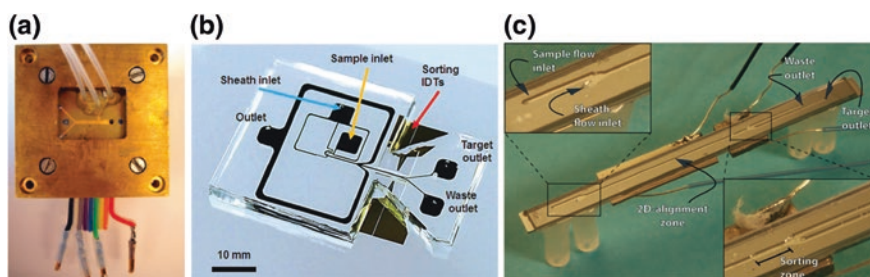 (a)
(b)
Sample inlet
Sheath inlet
Sorting
IDTs
Outlet
Target
outlet
Waste
outlet
10 mm
(c)
Sample flow
inlet
Sheath
flow inlet
Waste
outlet
Target
outlet
2D-alignment
zone
Sorting
zone